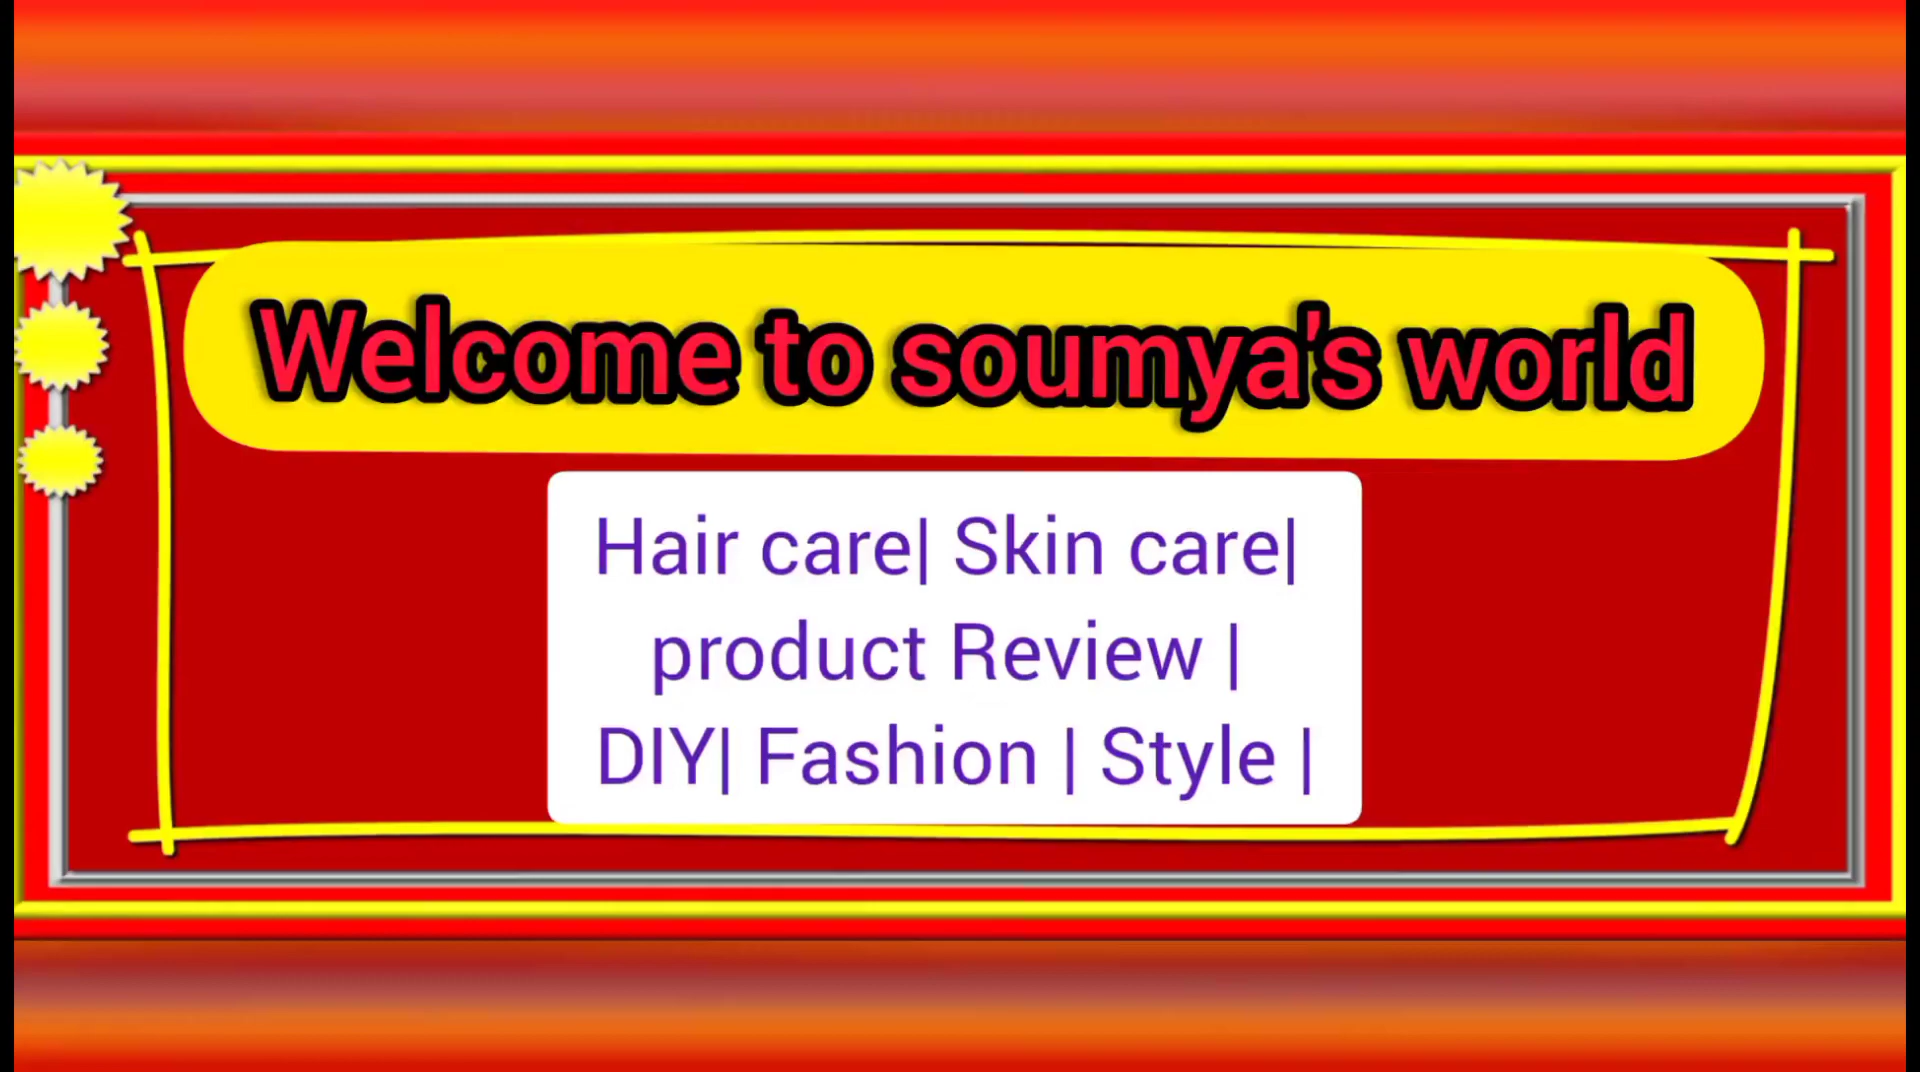 Welcome to soumya's world
Hair care| Skin care|
product Review |
DIY| Fashion | Style |